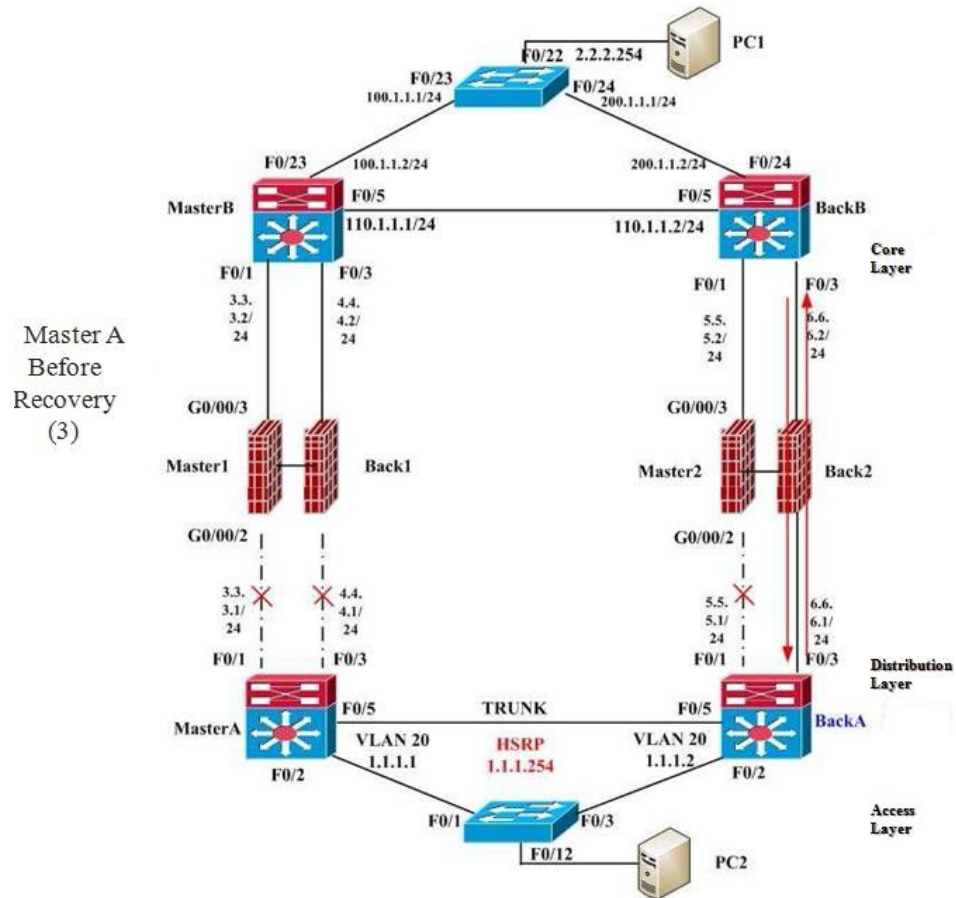 F0/22
2.2.2.254
PC1
F0/23
F0/24
100.1.1.1/24
200.1.1.1/24
F0/23
100.1.1.2/24
200.1.1.2/24
F0/24
MasterB
F0/5
F0/5
BackB
110.1.1.1/24
110.1.1.2/24
Core
Layer
F0/1
F0/3
F0/1
F0/3
3.3.
3.2/
24
4.4.
4.2/
24
5.5.
5.2/
24
6.6.
6.2/
24
Master A
Before
Recovery
(3)
G0/00/3
G0/00/3
Master1
Back1
Master2
Back2
G0/00/2
G0/00/2
3.3.
3.1/
24
4.4.
4.1/
24
5.5.
5.1/
24
6.6.
6.1/
24
F0/1
F0/3
F0/1
F0/3
Distribution
Layer
MasterA
F0/5
TRUNK
F0/5
BackA
VLAN 20
1.1.1.1
HSRP
1.1.1.254
VLAN 20
1.1.1.2
F0/2
F0/2
Access
Layer
F0/1
F0/3
F0/12
PC2